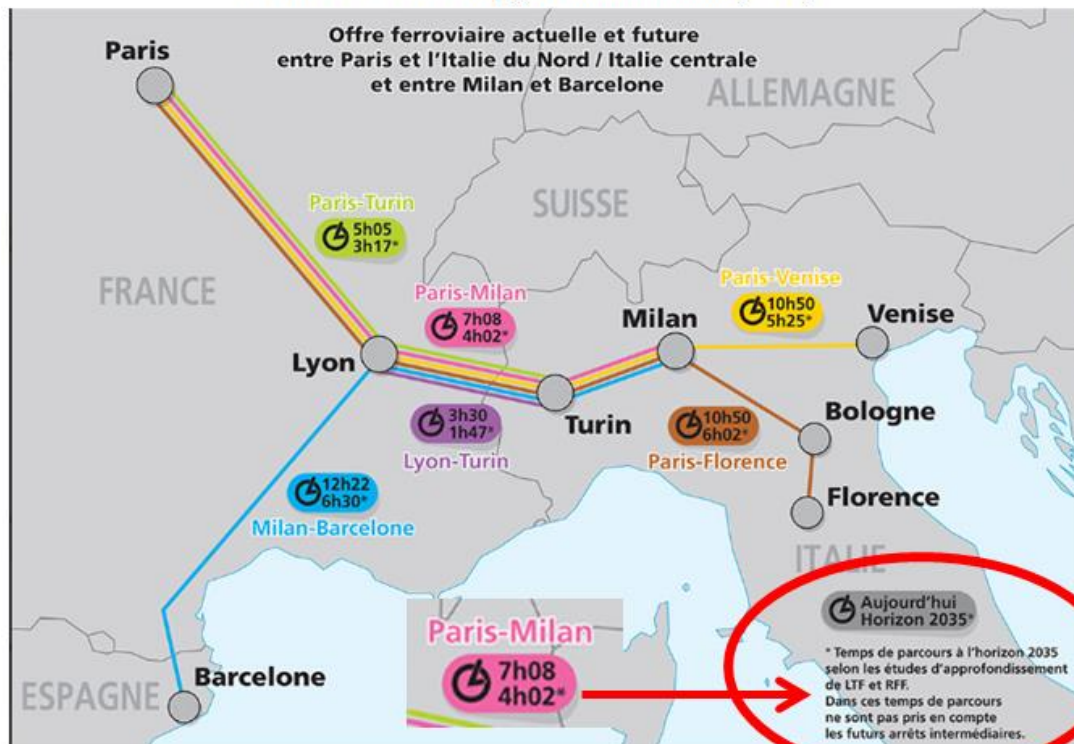 Offre ferroviaire actuelle et future
entre Paris et l'Italie du Nord / Italie centrale
et entre Milan et Barcelone
Paris
ALLEMAGNE
SUISSE
Paris-Turin
5h05
3h17*
FRANCE
Paris-Milan
7h08
4h02*
Paris-Venise
10h50
5h25*
Milan
Venise
Lyon
Turin
3h30
1h47*
Lyon-Turin
10h50
6h02*
Paris-Florence
Bologne
Florence
12h22
6h30*
Milan-Barcelone
ITALIE
Aujourd'hui
Horizon 2035*
Paris-Milan
7h08
4h02*
* Temps de parcours à l'horizon 2035
selon les études d'approfondissement
de LTF et RFF.
Dans ces temps de parcours
ne sont pas pris en compte
les futurs arrêts intermédiaires.
ESPAGNE
Barcelone